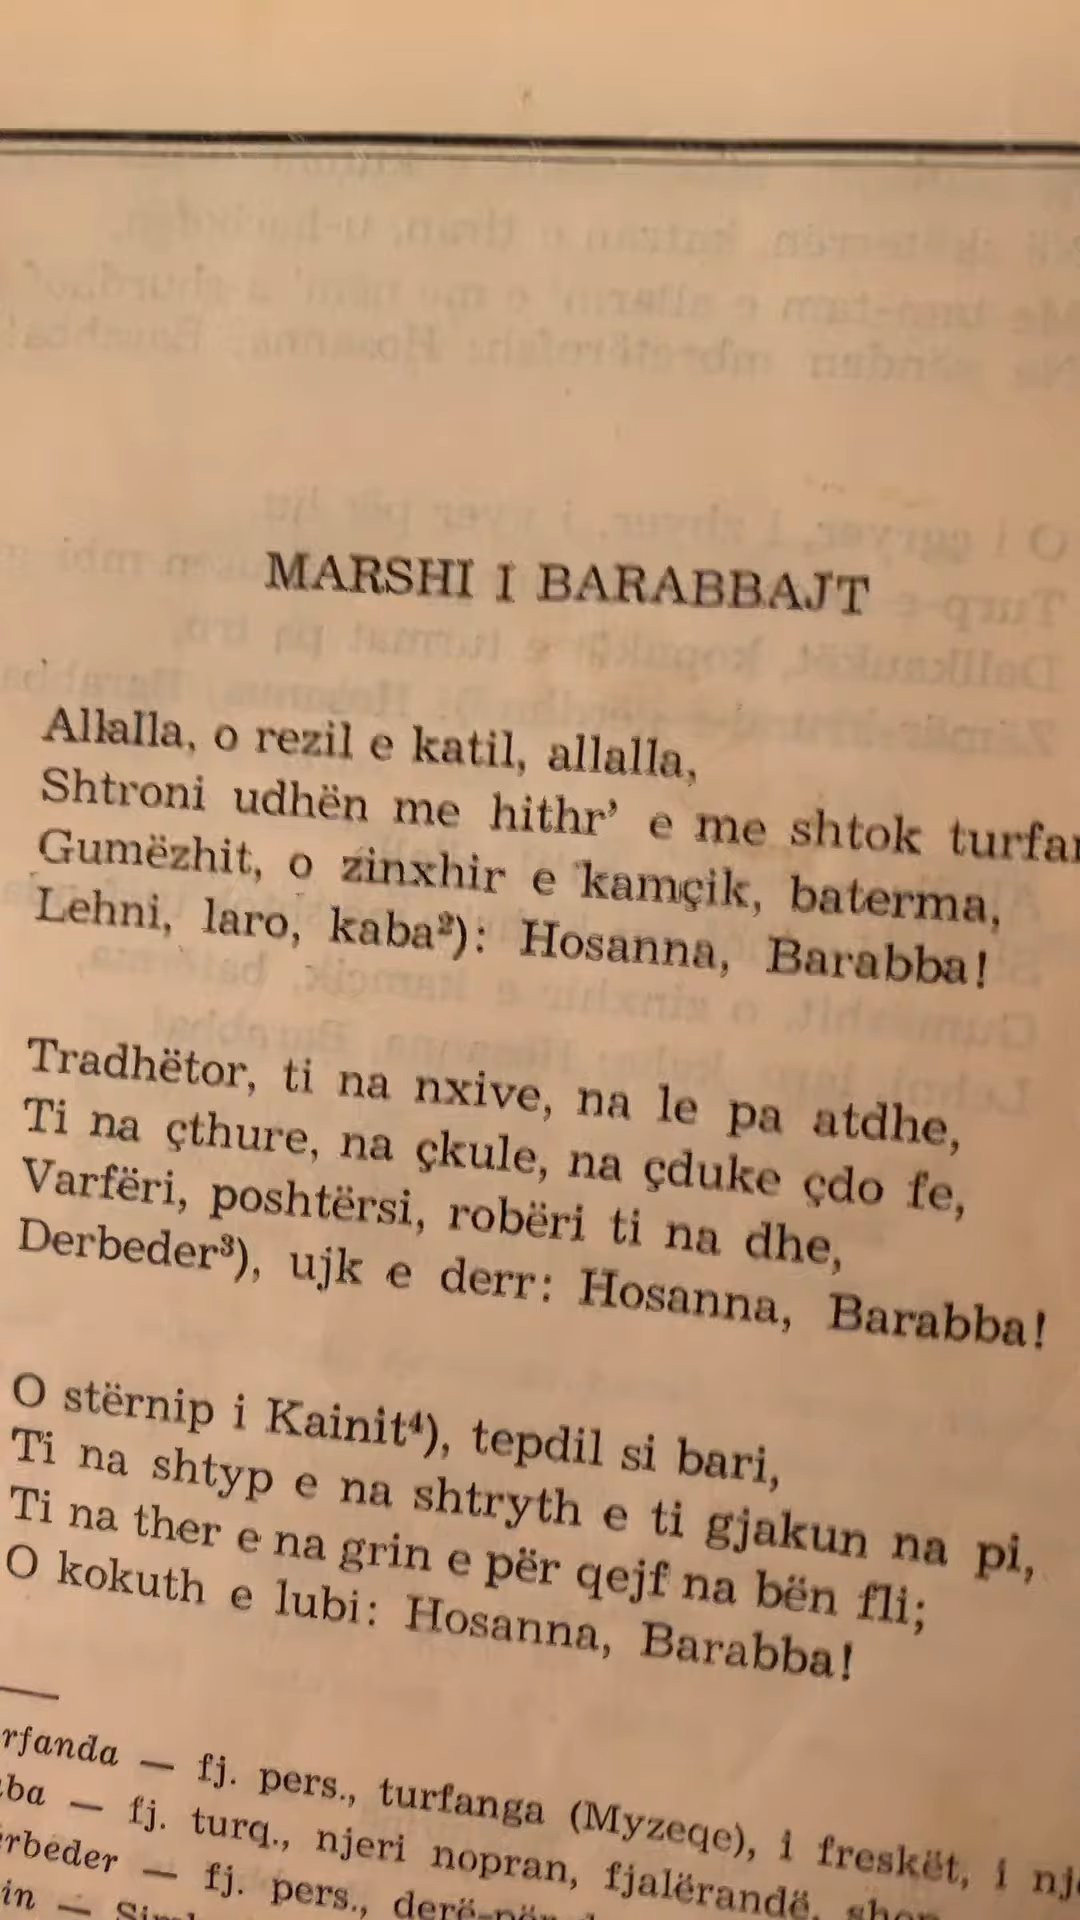 MARSHI I BARABBAJT
Allalla, o rezil e katil, allalla,
Shtroni udhën me hithr’ e me shtok turfan
Gumëzhit, o zinxhir e kamçik, baterma,
Lehni, laro, kaba²): Hosanna, Barabba!
Tradhëtor, ti na nxive, na le pa atdhe,
Ti na çthure, na çkule, na çduke çdo fe,
Varfëri, poshtërsi, robëri ti na dhe,
Derbeder³), ujk e derr: Hosanna, Barabba!
O stërnip i Kainit⁴), tepdil si bari,
Ti na shtyp e na shtryth e ti gjakun na pi,
Ti na ther e na grin e për qejf na bën fli;
O kokuth e lubi: Hosanna, Barabba!
rfanda — fj. pers., turfanga (Myzeqe), i freskët, i nj
ba — fj. turq., njeri nopran, fjalërandë,
rbeder — fj. pers.,
in —